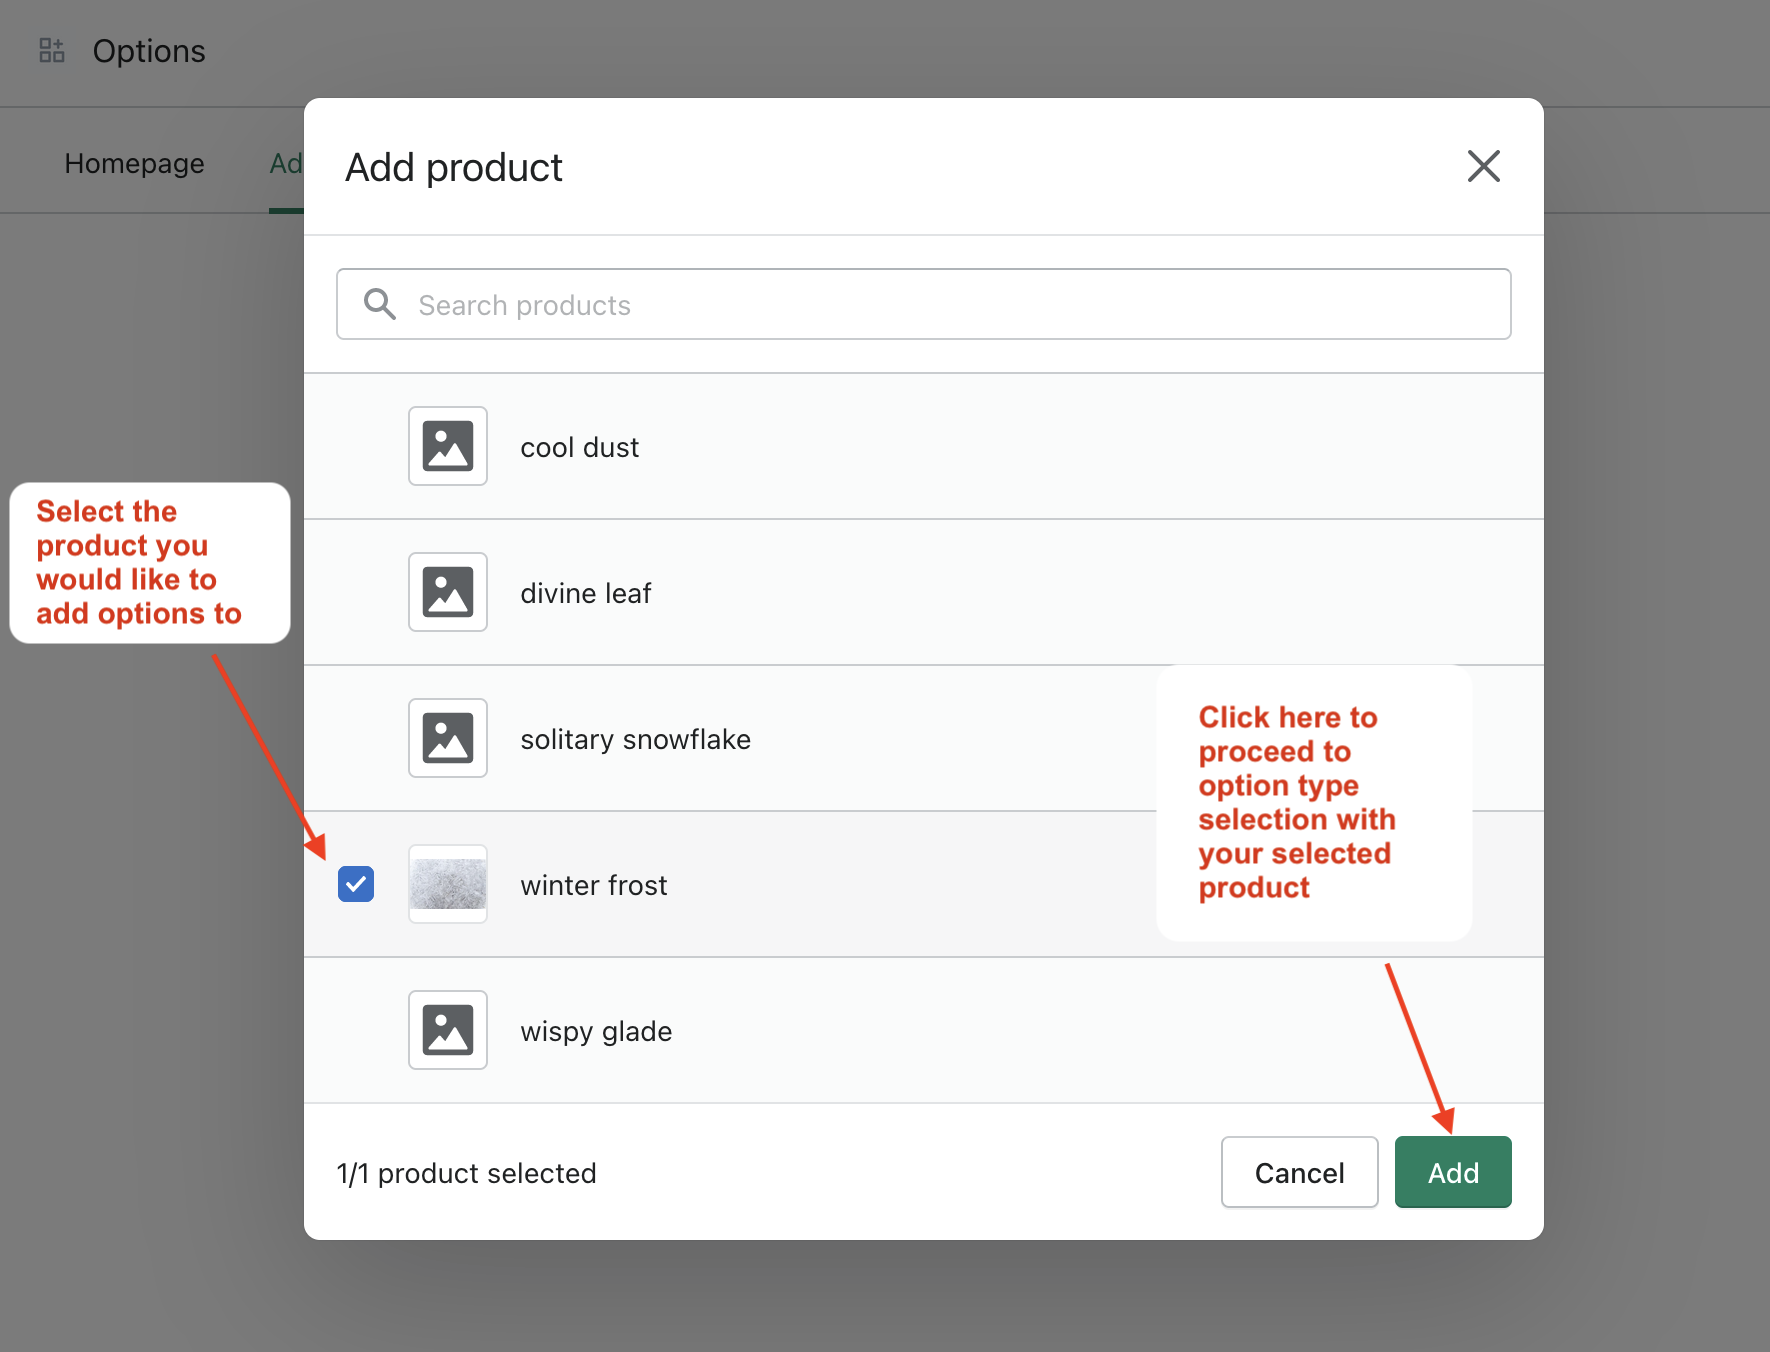 Options
Homepage
Ad
Add product
Search products
cool dust
divine leaf
solitary snowflake
winter frost
wispy glade
Select the
product you
would like to
add options to
Click here to
proceed to
option type
selection with
your selected
product
1/1 product selected
Cancel
Add